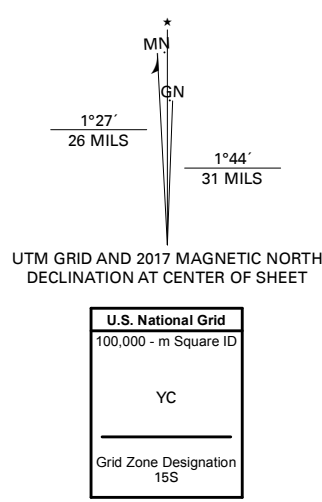 ★
MN
GN
1°27´
26 MILS
1°44´
31 MILS
UTM GRID AND 2017 MAGNETIC NORTH
DECLINATION AT CENTER OF SHEET
U.S. National Grid
100,000 - m Square ID
YC
Grid Zone Designation
15S